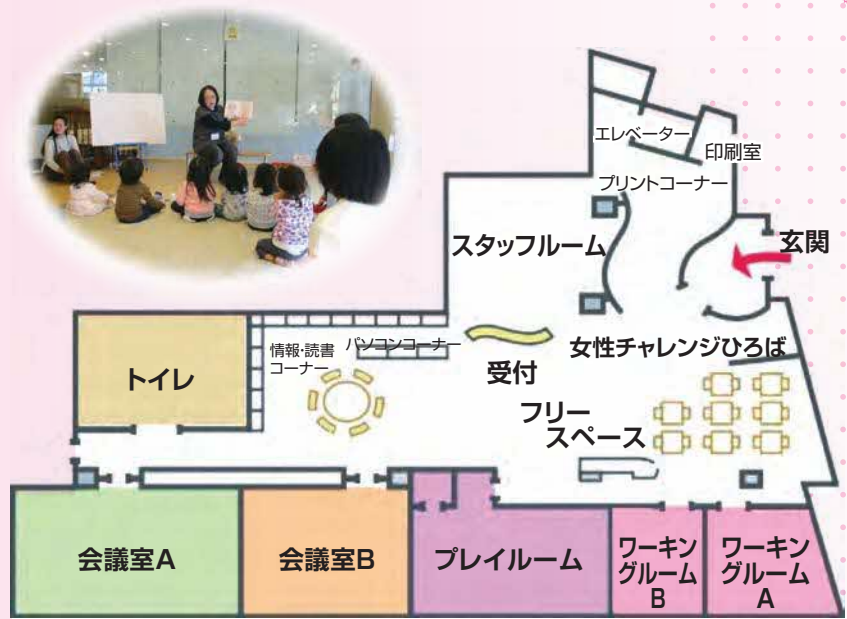 エレベーター
印刷室
プリントコーナー
スタッフルーム
玄関
女性チャレンジひろば
情報・読書
コーナー
パソコンコーナー
受付
トイレ
フリー
スペース
会議室A
会議室B
プレイルーム
ワーキン
グルーム
B
ワーキン
グルーム
A